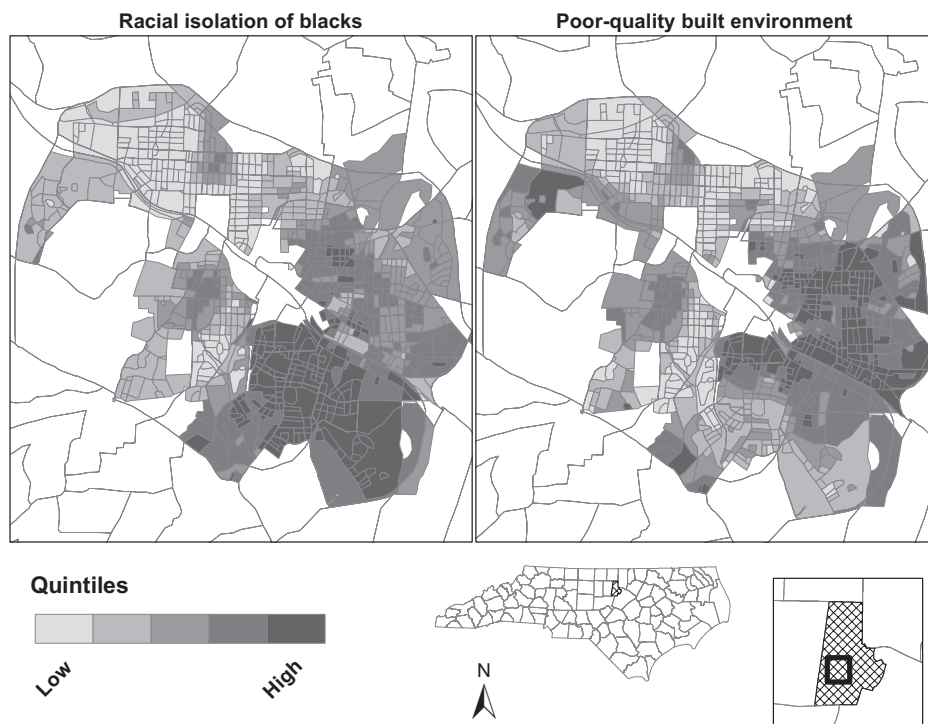 Racial isolation of blacks
Poor-quality built environment
Quintiles
Low
High
N